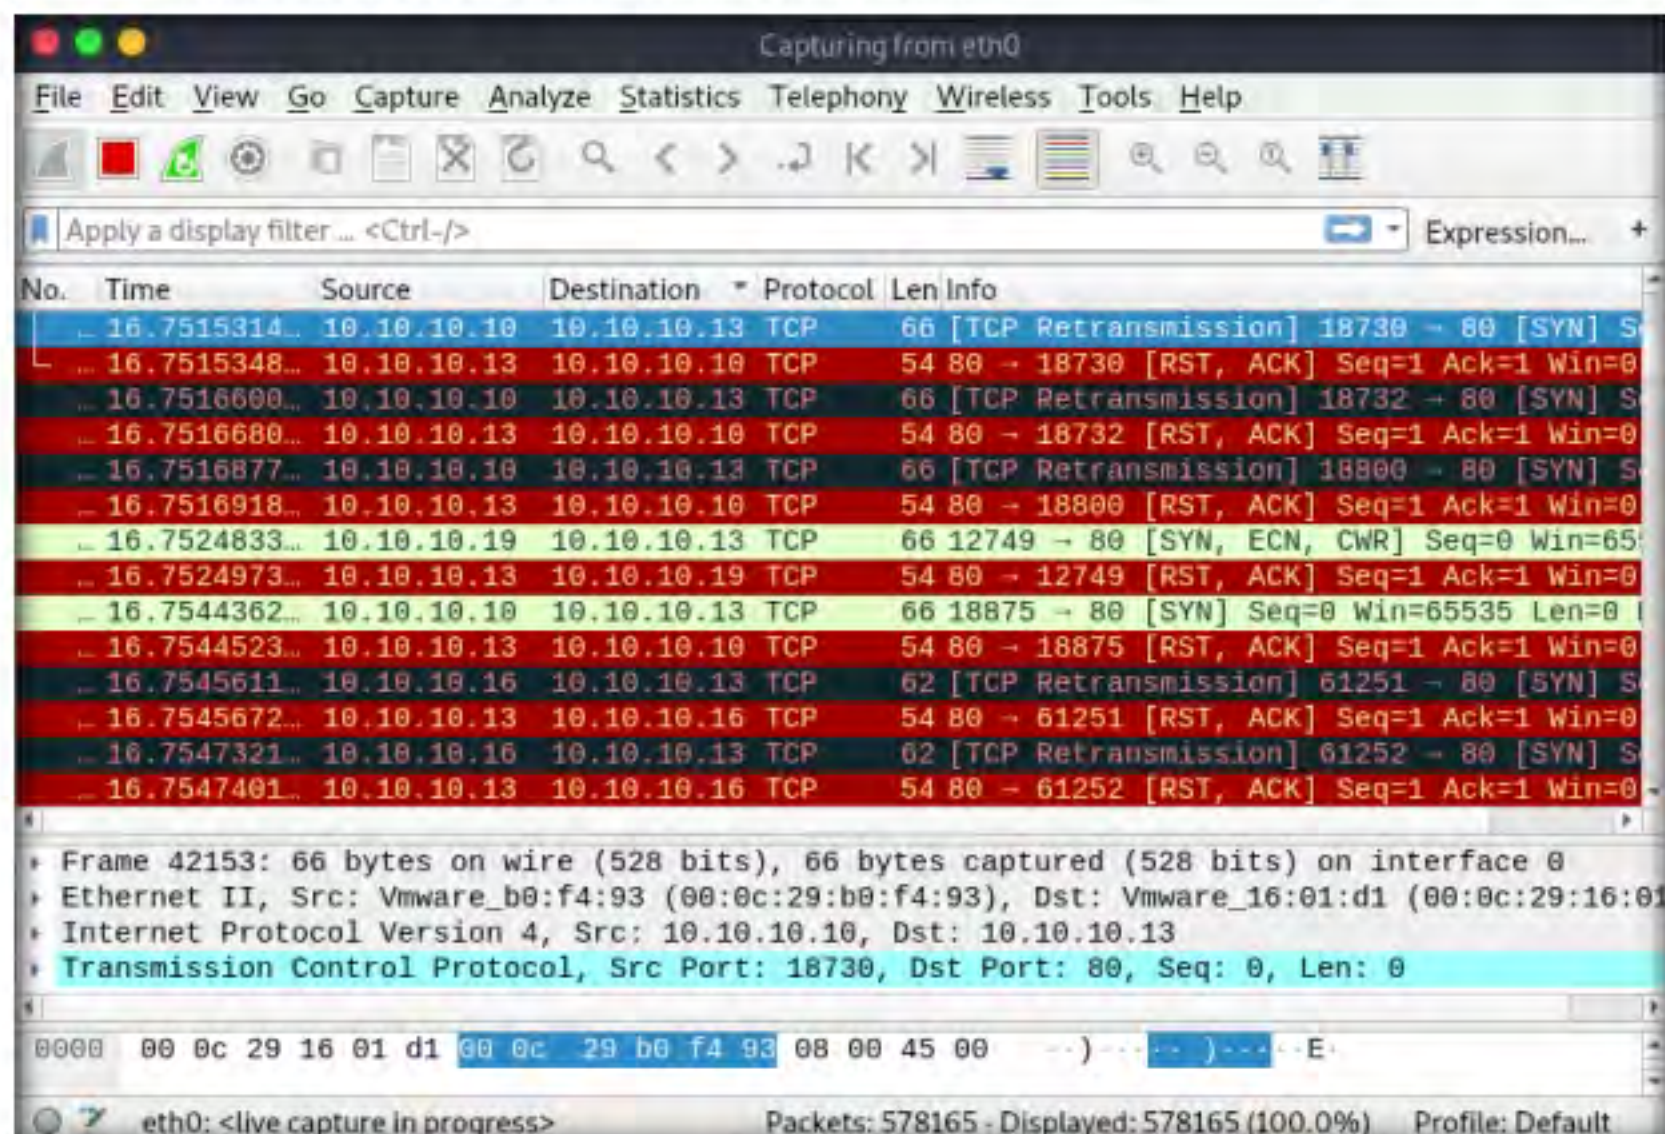 Capturing from eth0
File Edit View Go Capture Analyze Statistics Telephony Wireless Tools Help
Apply a display filter ... <Ctrl-/> Expression... +
No. Time Source Destination Protocol Len Info
… 16.7515314… 10.10.10.10 10.10.10.13 TCP 66 [TCP Retransmission] 18730 → 80 [SYN] S
… 16.7515348… 10.10.10.13 10.10.10.10 TCP 54 80 → 18730 [RST, ACK] Seq=1 Ack=1 Win=0
… 16.7516600… 10.10.10.10 10.10.10.13 TCP 66 [TCP Retransmission] 18732 → 80 [SYN] S
… 16.7516680… 10.10.10.13 10.10.10.10 TCP 54 80 → 18732 [RST, ACK] Seq=1 Ack=1 Win=0
… 16.7516877… 10.10.10.10 10.10.10.13 TCP 66 [TCP Retransmission] 18800 → 80 [SYN] S
… 16.7516918… 10.10.10.13 10.10.10.10 TCP 54 80 → 18800 [RST, ACK] Seq=1 Ack=1 Win=0
… 16.7524833… 10.10.10.19 10.10.10.13 TCP 66 12749 → 80 [SYN, ECN, CWR] Seq=0 Win=65
… 16.7524973… 10.10.10.13 10.10.10.19 TCP 54 80 → 12749 [RST, ACK] Seq=1 Ack=1 Win=0
… 16.7544362… 10.10.10.10 10.10.10.13 TCP 66 18875 → 80 [SYN] Seq=0 Win=65535 Len=0
… 16.7544523… 10.10.10.13 10.10.10.10 TCP 54 80 → 18875 [RST, ACK] Seq=1 Ack=1 Win=0
… 16.7545611… 10.10.10.16 10.10.10.13 TCP 62 [TCP Retransmission] 61251 → 80 [SYN] S
… 16.7545672… 10.10.10.13 10.10.10.16 TCP 54 80 → 61251 [RST, ACK] Seq=1 Ack=1 Win=0
… 16.7547321… 10.10.10.16 10.10.10.13 TCP 62 [TCP Retransmission] 61252 → 80 [SYN] S
… 16.7547401… 10.10.10.13 10.10.10.16 TCP 54 80 → 61252 [RST, ACK] Seq=1 Ack=1 Win=0
Frame 42153: 66 bytes on wire (528 bits), 66 bytes captured (528 bits) on interface 0
Ethernet II, Src: Vmware_b0:f4:93 (00:0c:29:b0:f4:93), Dst: Vmware_16:01:d1 (00:0c:29:16:01
Internet Protocol Version 4, Src: 10.10.10.10, Dst: 10.10.10.13
Transmission Control Protocol, Src Port: 18730, Dst Port: 80, Seq: 0, Len: 0
0000 00 0c 29 16 01 d1 00 0c 29 b0 f4 93 08 00 45 00 ··)··· ··)··· ··E·
eth0: <live capture in progress> Packets: 578165 · Displayed: 578165 (100.0%) Profile: Default